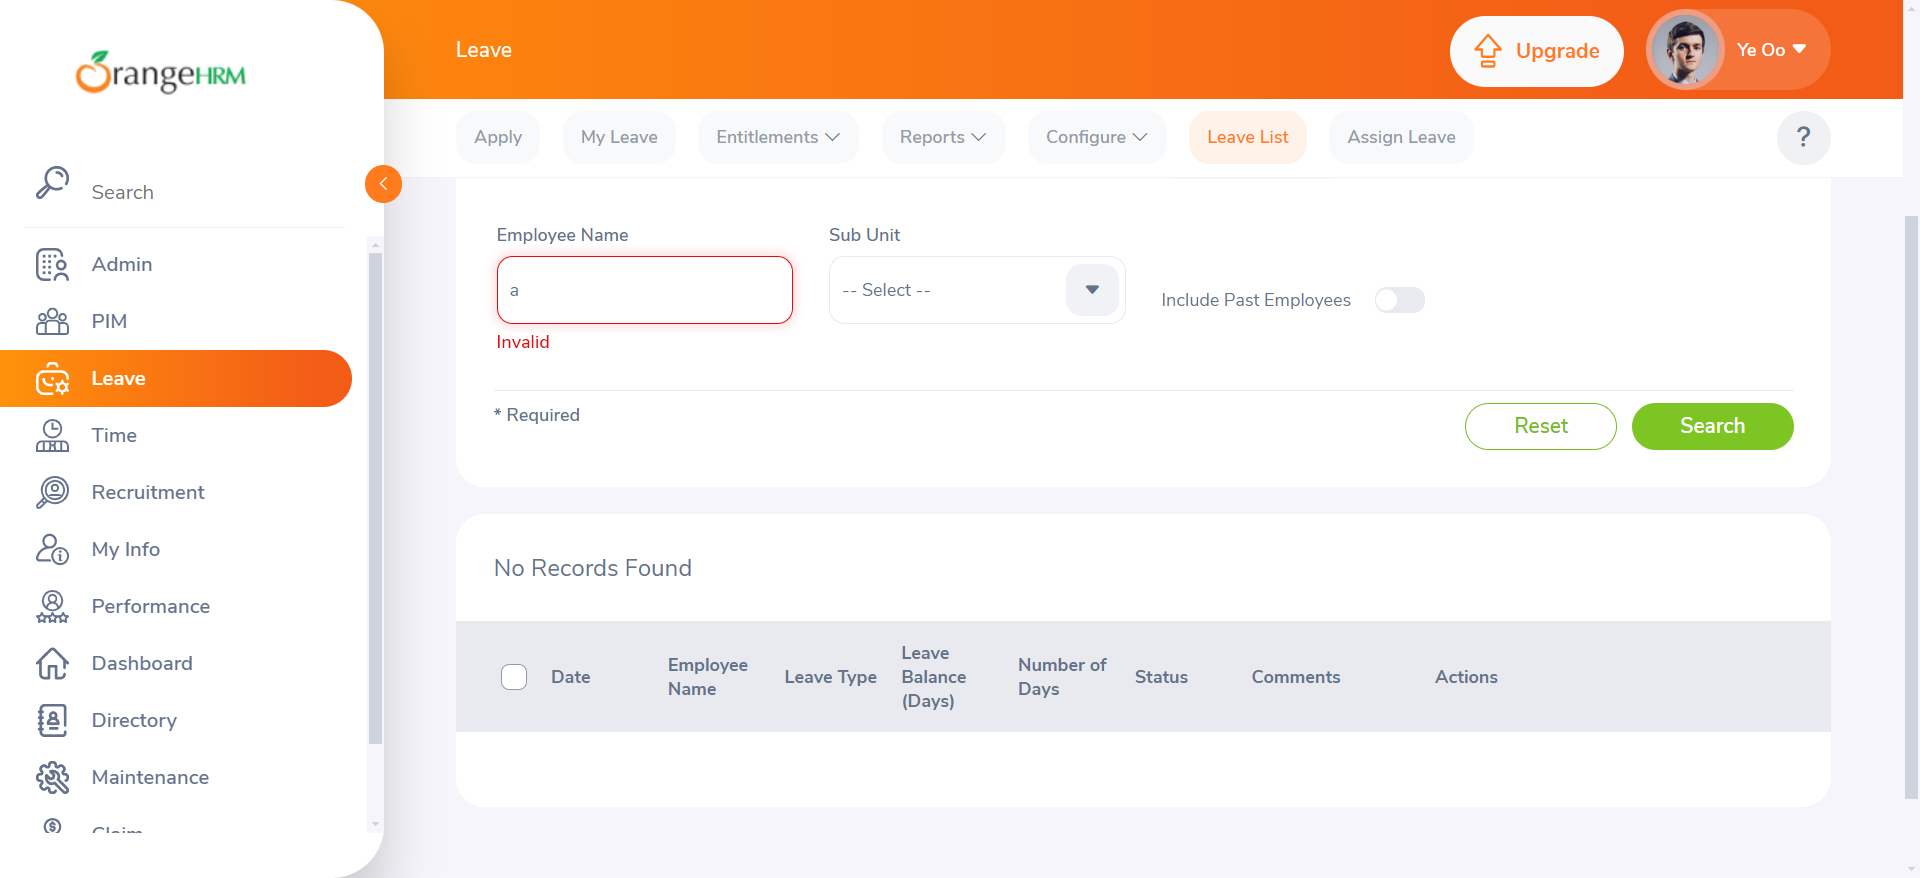 OrangeHRM
Leave
Upgrade
Ye Oo
Apply
My Leave
Entitlements
Reports
Configure
Leave List
Assign Leave
?
Search
Admin
PIM
Leave
Time
Recruitment
My Info
Performance
Dashboard
Directory
Maintenance
Claim
Employee Name
Sub Unit
a
-- Select --
Include Past Employees
Invalid
* Required
Reset
Search
No Records Found
Date
Employee Name
Leave Type
Leave Balance (Days)
Number of Days
Status
Comments
Actions